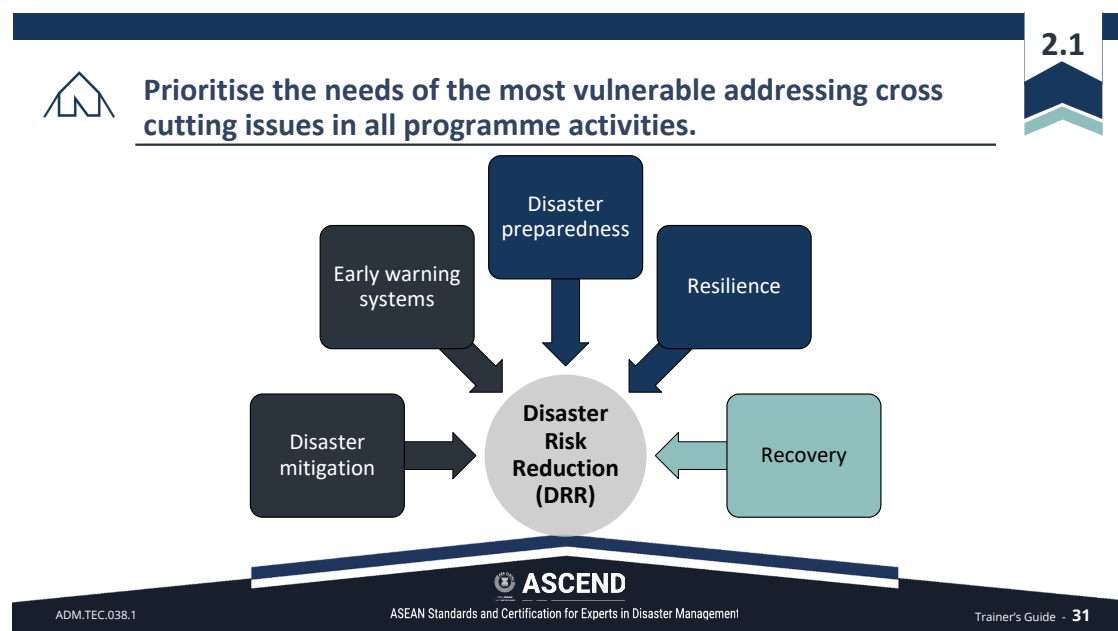 2.1
Prioritise the needs of the most vulnerable addressing cross
cutting issues in all programme activities.
Disaster
preparedness
Early warning
systems
Resilience
Disaster
mitigation
Disaster
Risk
Reduction
(DRR)
Recovery
ASCEND
ASEAN Standards and Certification for Experts in Disaster Management
ADM.TEC.038.1
Trainer's Guide - 31